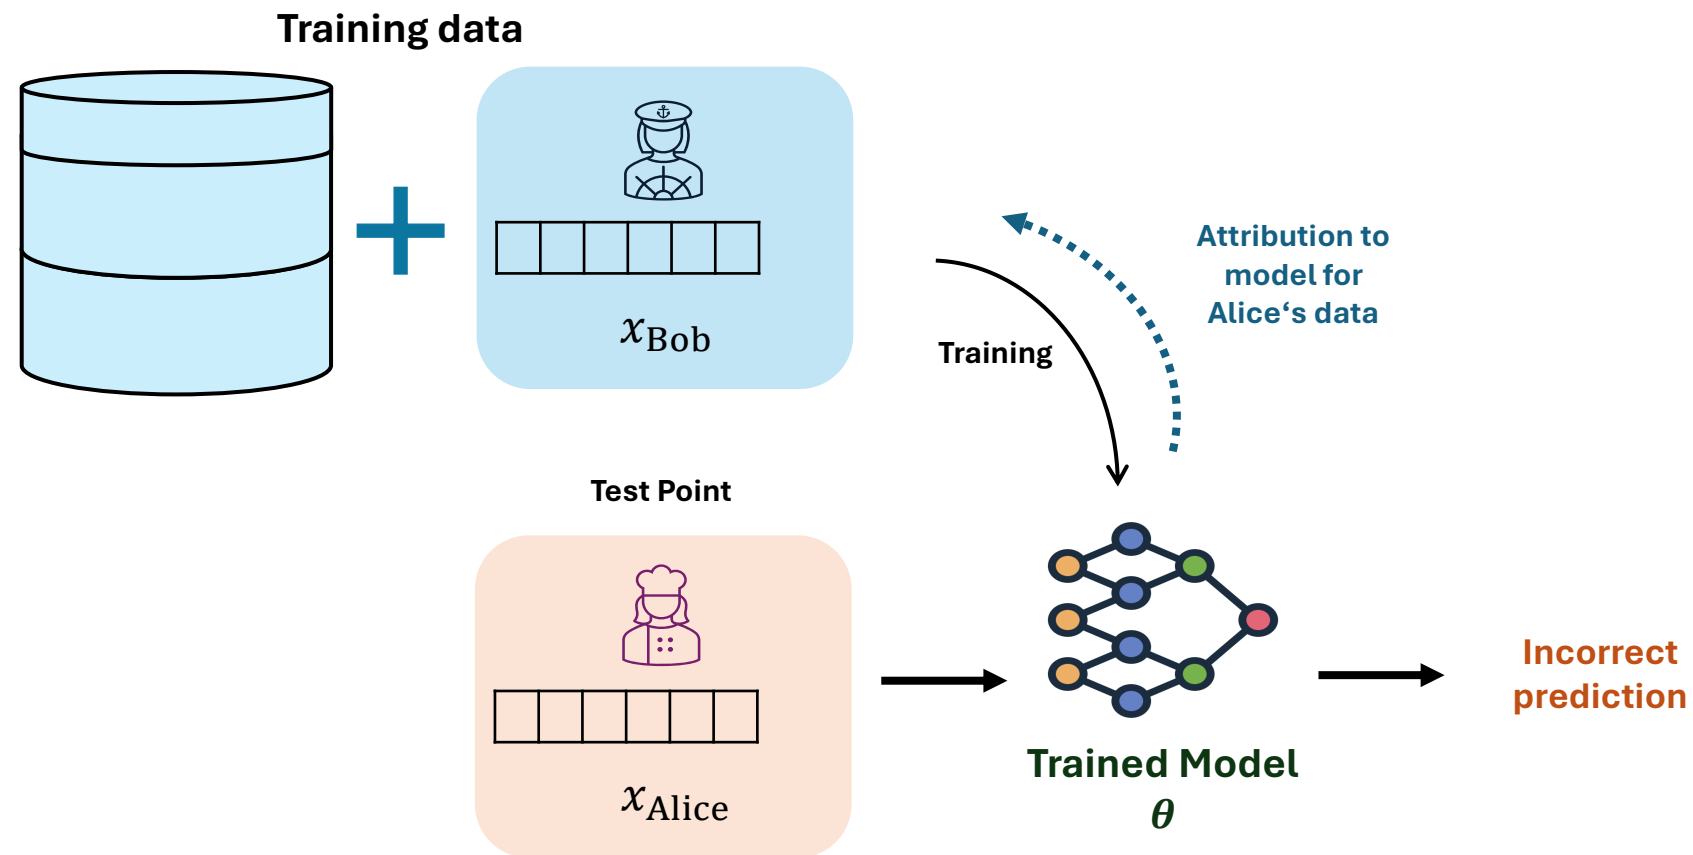 Training data
x_Bob
Attribution to
model for
Alice‘s data
Training
Test Point
x_Alice
Trained Model
θ
Incorrect
prediction